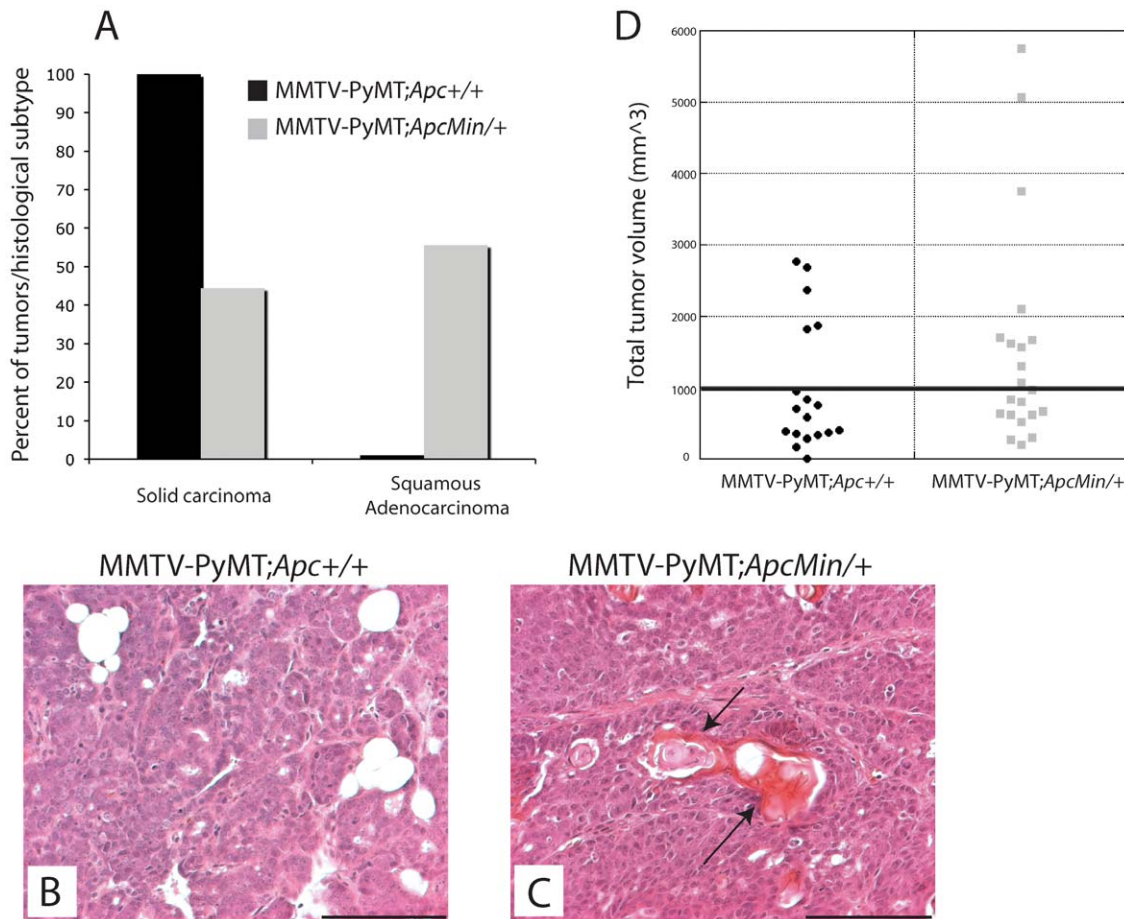 A
Percent of tumors/histological subtype
100
90
80
70
60
50
40
30
20
10
0
MMTV-PyMT;Apc+/+
MMTV-PyMT;ApcMin/+
Solid carcinoma
Squamous
Adenocarcinoma
D
Total tumor volume (mm^3)
6000
5000
4000
3000
2000
1000
0
MMTV-PyMT;Apc+/+
MMTV-PyMT;ApcMin/+
MMTV-PyMT;Apc+/+
B
MMTV-PyMT;ApcMin/+
C